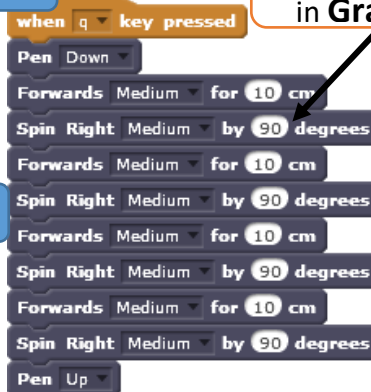 in Gra
when q key pressed
Pen Down
Forwards Medium for 10 cm
Spin Right Medium by 90 degrees
Forwards Medium for 10 cm
Spin Right Medium by 90 degrees
Forwards Medium for 10 cm
Spin Right Medium by 90 degrees
Forwards Medium for 10 cm
Spin Right Medium by 90 degrees
Pen Up